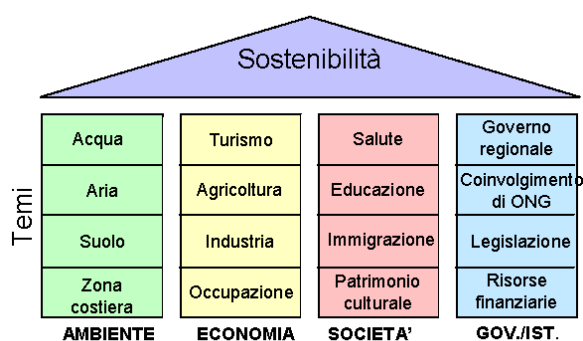 Sostenibilità
Temi
Acqua
Turismo
Salute
Governo
regionale
Aria
Agricoltura
Educazione
Coinvolgimento
di ONG
Suolo
Industria
Immigrazione
Legislazione
Zona
costiera
Occupazione
Patrimonio
culturale
Risorse
finanziarie
AMBIENTE
ECONOMIA
SOCIETA'
GOV./IST.